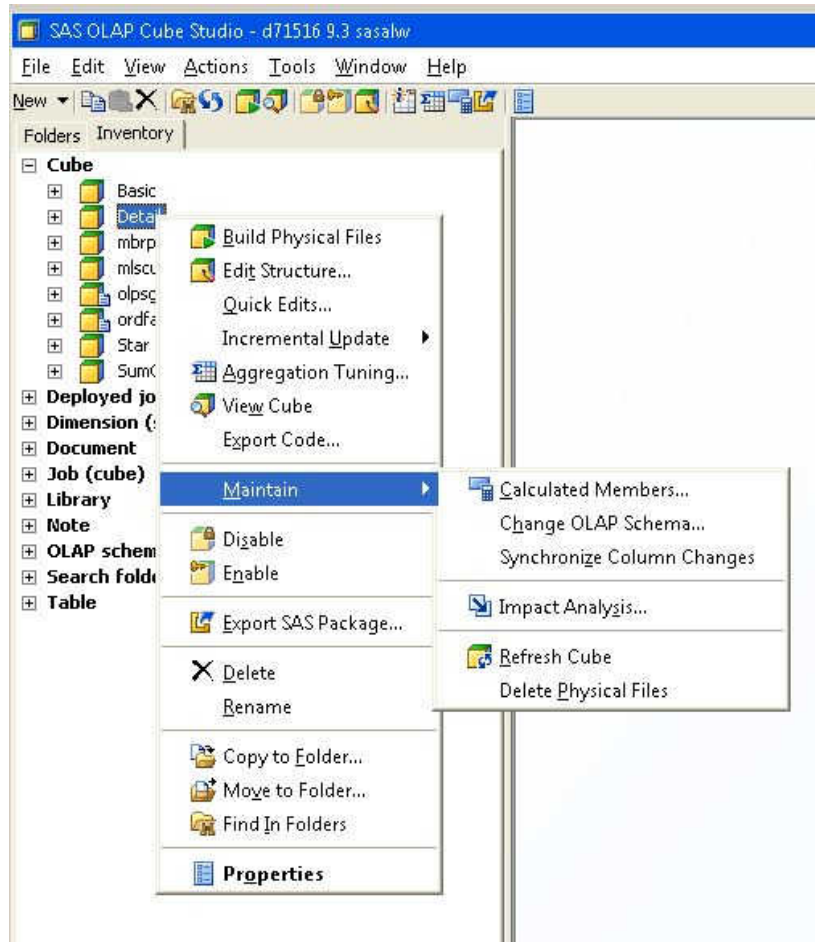 SAS OLAP Cube Studio - d71516 9.3 sasalw
File Edit View Actions Tools Window Help
New
Folders Inventory
Cube
Basic
Detail
mbrp
mlscu
olpsg
ordfa
Star
SumC
Deployed jo
Dimension (
Document
Job (cube)
Library
Note
OLAP schem
Search folde
Table
Build Physical Files
Edit Structure...
Quick Edits...
Incremental Update
Aggregation Tuning...
View Cube
Export Code...
Maintain
Disable
Enable
Export SAS Package...
Delete
Rename
Copy to Folder...
Move to Folder...
Find In Folders
Properties
Calculated Members...
Change OLAP Schema...
Synchronize Column Changes
Impact Analysis...
Refresh Cube
Delete Physical Files